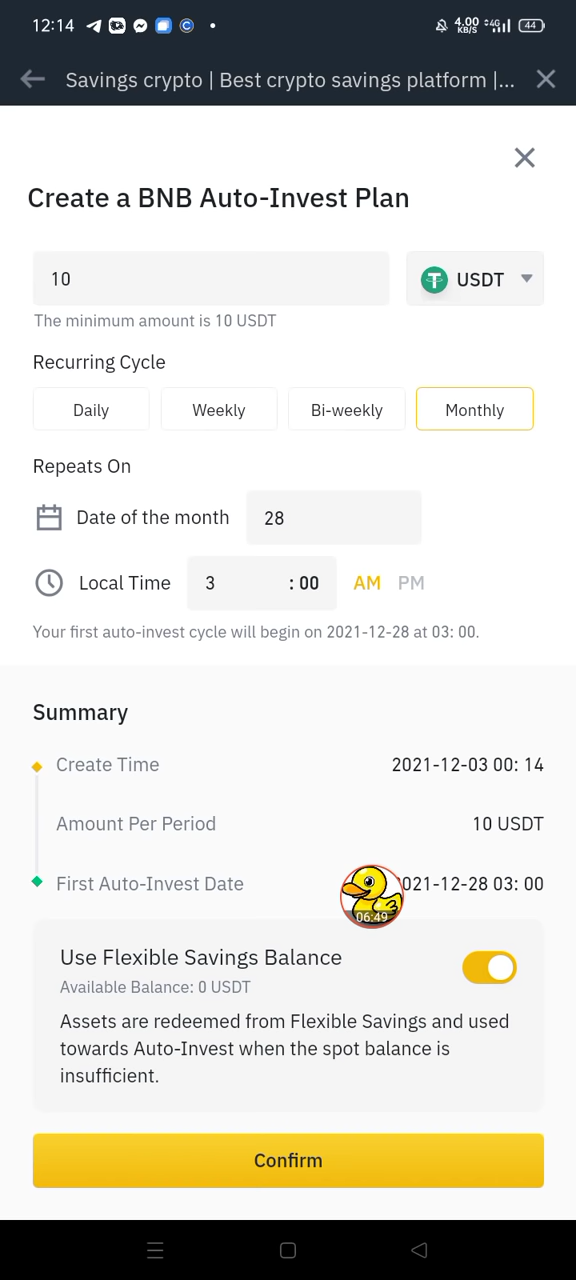 12:14
4.00 KB/S 4G 44
Savings crypto | Best crypto savings platform |...
Create a BNB Auto-Invest Plan
10
USDT
The minimum amount is 10 USDT
Recurring Cycle
Daily Weekly Bi-weekly Monthly
Repeats On
Date of the month 28
Local Time 3 : 00 AM PM
Your first auto-invest cycle will begin on 2021-12-28 at 03: 00.
Summary
Create Time 2021-12-03 00: 14
Amount Per Period 10 USDT
First Auto-Invest Date 2021-12-28 03: 00
06:49
Use Flexible Savings Balance
Available Balance: 0 USDT
Assets are redeemed from Flexible Savings and used
towards Auto-Invest when the spot balance is
insufficient.
Confirm